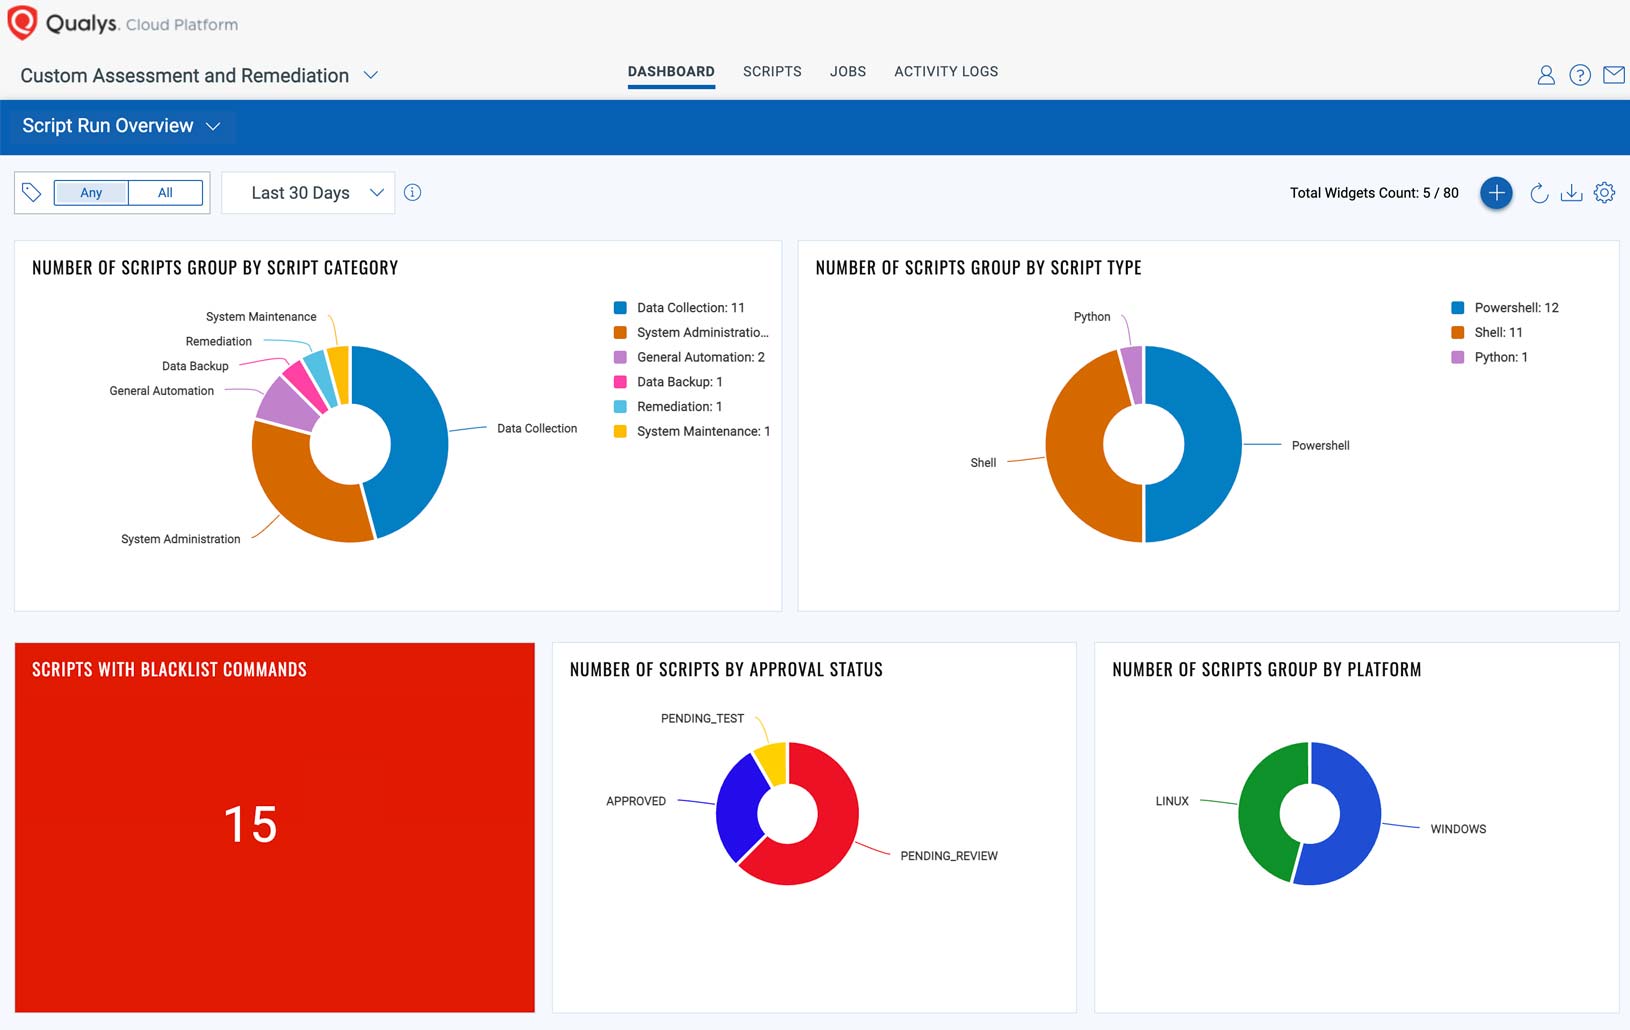 Qualys. Cloud Platform
Custom Assessment and Remediation
DASHBOARD
SCRIPTS
JOBS
ACTIVITY LOGS
Script Run Overview
Any
All
Last 30 Days
Total Widgets Count: 5 / 80
NUMBER OF SCRIPTS GROUP BY SCRIPT CATEGORY
System Maintenance
Remediation
Data Backup
General Automation
Data Collection
System Administration
Data Collection: 11
System Administratio...
General Automation: 2
Data Backup: 1
Remediation: 1
System Maintenance: 1
NUMBER OF SCRIPTS GROUP BY SCRIPT TYPE
Python
Shell
Powershell
Powershell: 12
Shell: 11
Python: 1
SCRIPTS WITH BLACKLIST COMMANDS
15
NUMBER OF SCRIPTS BY APPROVAL STATUS
PENDING_TEST
APPROVED
PENDING_REVIEW
NUMBER OF SCRIPTS GROUP BY PLATFORM
LINUX
WINDOWS